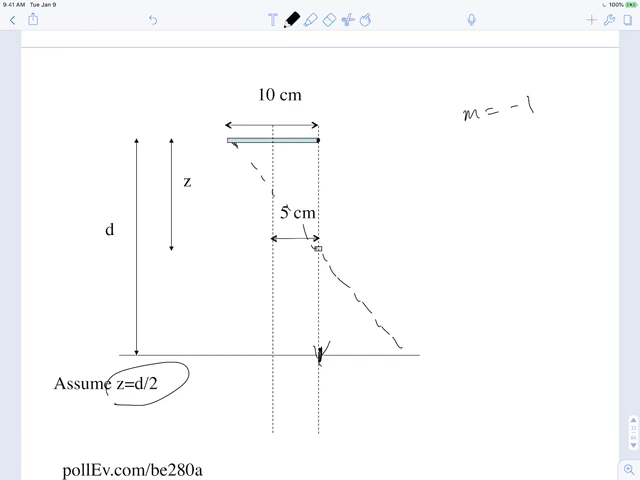 9:41 AM Tue Jan 9
100%
10 cm
m = -1
z
5 cm
d
Assume z=d/2
pollEv.com/be280a